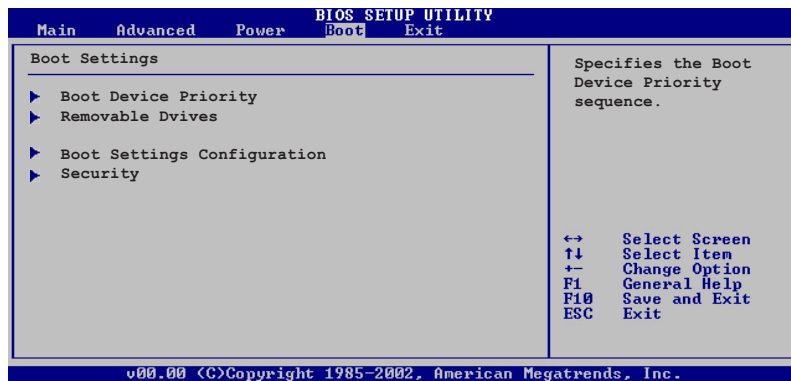 BIOS SETUP UTILITY
Main Advanced Power Boot Exit
Boot Settings
Boot Device Priority
Removable Dvives
Boot Settings Configuration
Security
Specifies the Boot
Device Priority
sequence.
←→ Select Screen
↑↓ Select Item
+- Change Option
F1 General Help
F10 Save and Exit
ESC Exit
v00.00 (C)Copyright 1985-2002, American Megatrends, Inc.